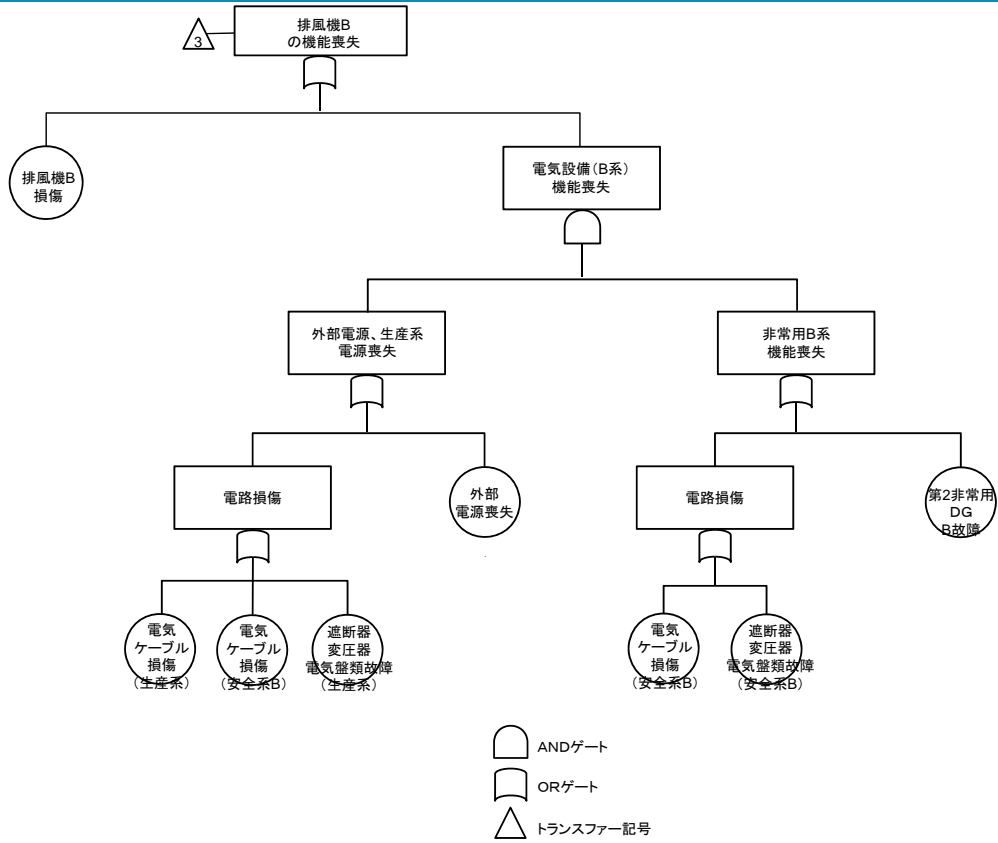 排風機B
の機能喪失
3
排風機B
損傷
電気設備（B系）
機能喪失
外部電源、生産系
電源喪失
非常用B系
機能喪失
電路損傷
外部
電源喪失
電路損傷
第2非常用
DG
B故障
電気
ケーブル
損傷
（生産系）
電気
ケーブル
損傷
（安全系B）
遮断器
変圧器
電気盤類故障
（生産系）
電気
ケーブル
損傷
（安全系B）
遮断器
変圧器
電気盤類故障
（安全系B）
ANDゲート
ORゲート
トランスファー記号